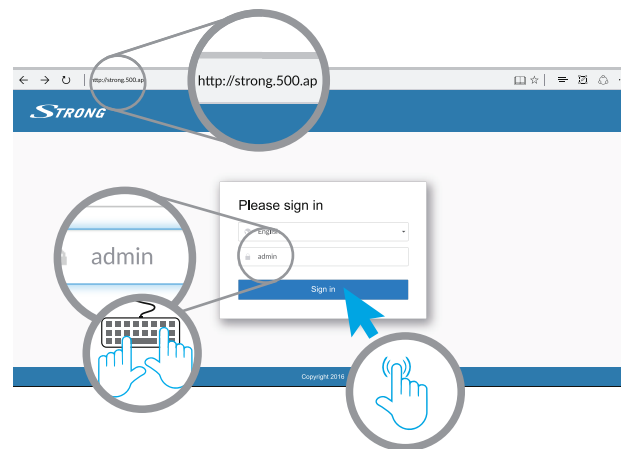 http://strong.500.ap
http://strong.500.ap
STRONG
Please sign in
English
admin
admin
Sign in
Copyright 2016